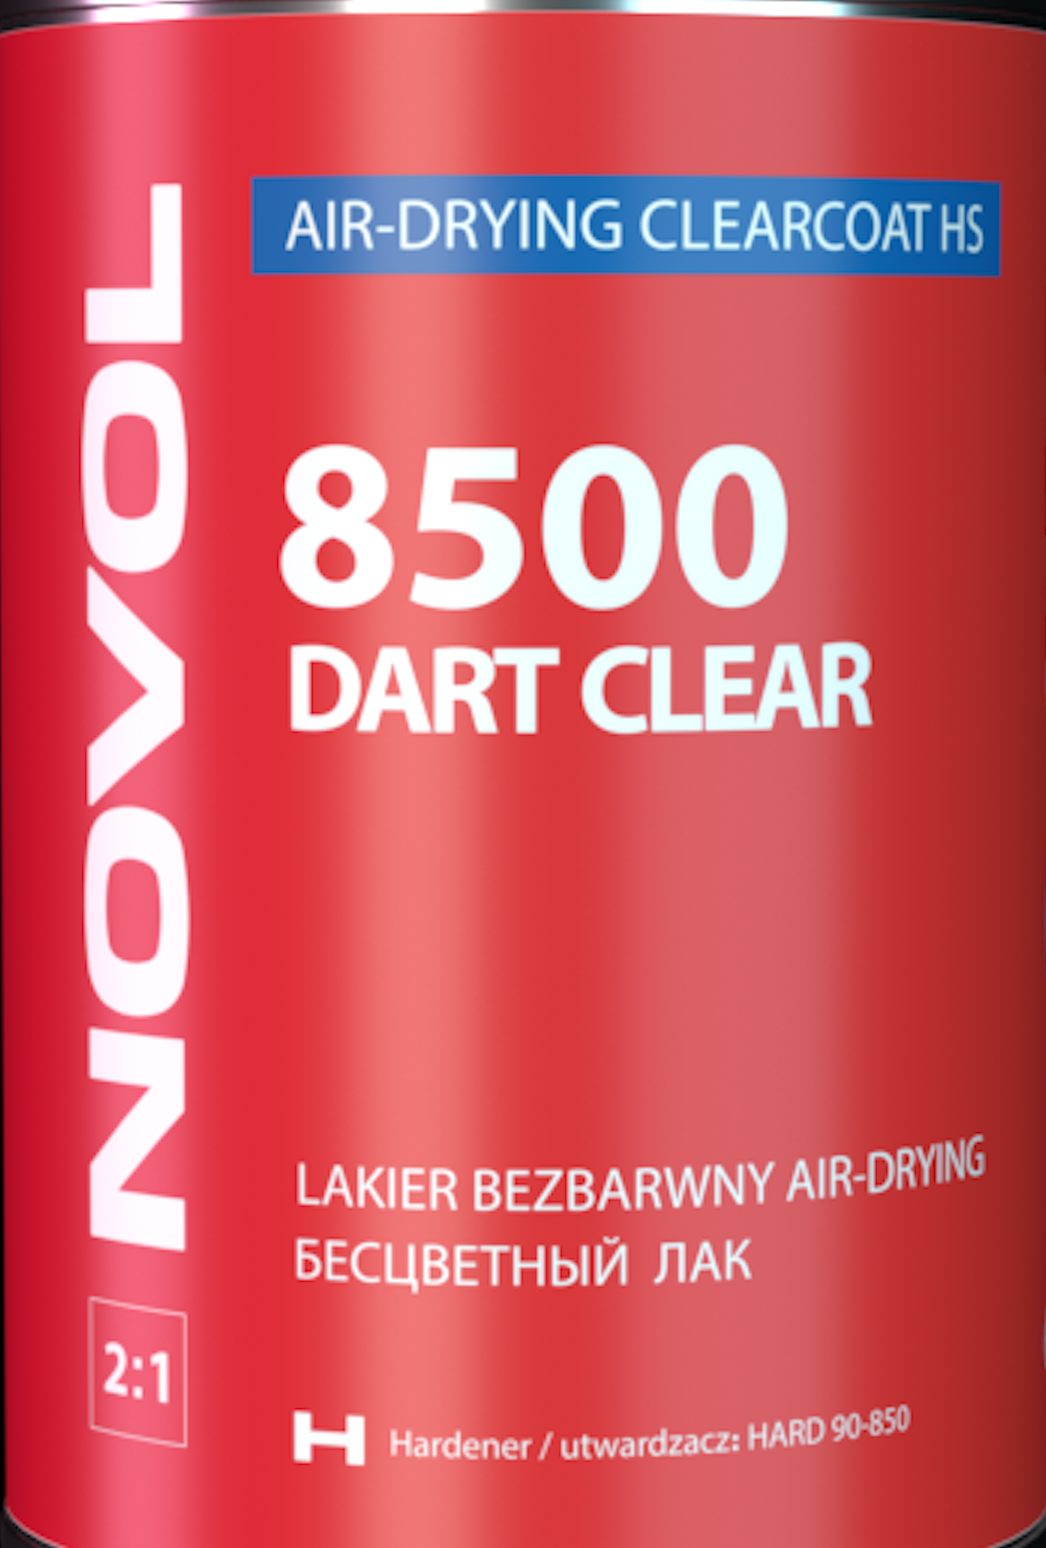 NOVOL
AIR-DRYING CLEARCOAT HS
8500
DART CLEAR
LAKIER BEZBARWNY AIR-DRYING
БЕСЦВЕТНЫЙ ЛАК
2:1
H Hardener / utwardzacz: HARD 90-850